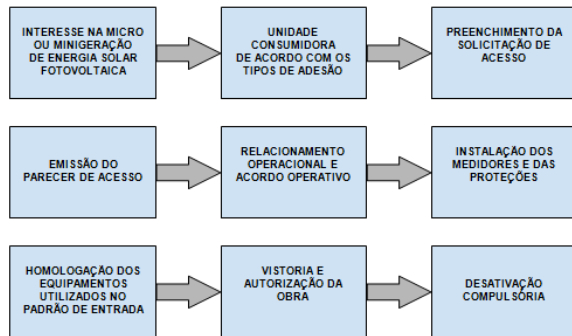 INTERESSE NA MICRO
OU MINIGERAÇÃO
DE ENERGIA SOLAR
FOTOVOLTAICA
UNIDADE
CONSUMIDORA
DE ACORDO COM OS
TIPOS DE ADESÃO
PREENCHIMENTO DA
SOLICITAÇÃO DE
ACESSO
EMISSÃO DO
PARECER DE ACESSO
RELACIONAMENTO
OPERACIONAL E
ACORDO OPERATIVO
INSTALAÇÃO DOS
MEDIDORES E DAS
PROTEÇÕES
HOMOLOGAÇÃO DOS
EQUIPAMENTOS
UTILIZADOS NO
PADRÃO DE ENTRADA
VISTORIA E
AUTORIZAÇÃO DA
OBRA
DESATIVAÇÃO
COMPULSÓRIA